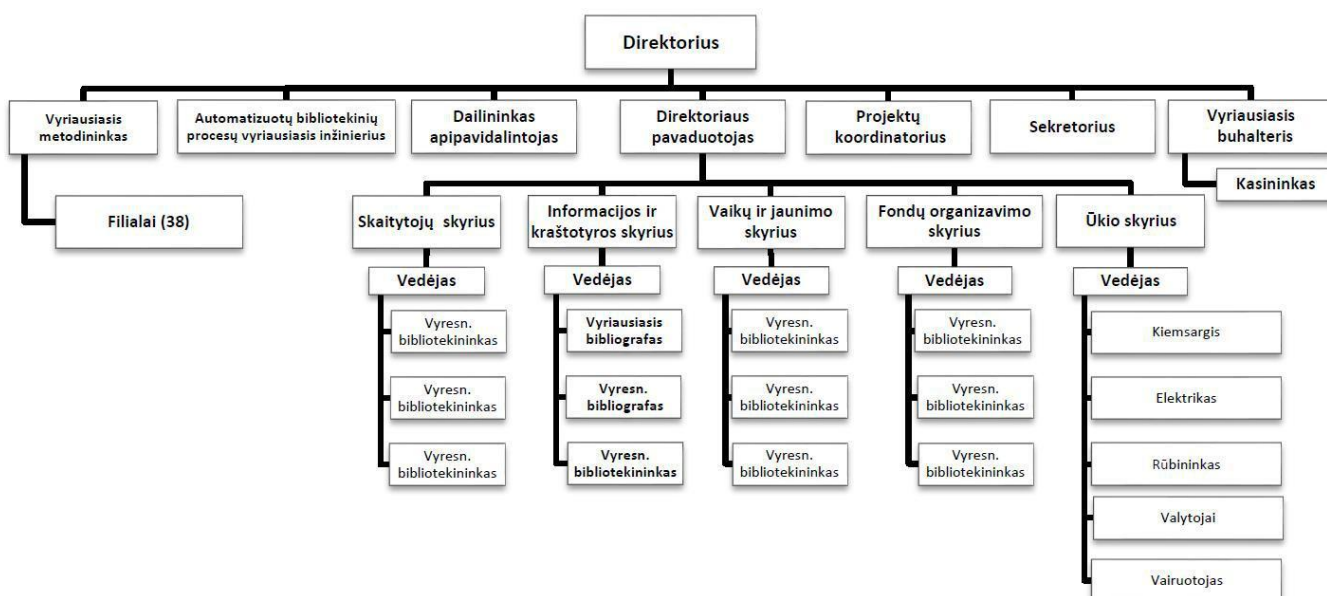 Direktorius
Vyriausiasis
metodininkas
Automatizuotų bibliotekinių
procesų vyriausiasis inžinierius
Dailininkas
apipavidalintojas
Direktoriaus
pavaduotojas
Projektų
koordinatorius
Sekretorius
Vyriausiasis
buhalteris
Kasininkas
Filialai (38)
Skaitytojų skyrius
Informacijos ir
kraštotyros skyrius
Vaikų ir jaunimo
skyrius
Fondų organizavimo
skyrius
Ūkio skyrius
Vedėjas
Vedėjas
Vedėjas
Vedėjas
Vedėjas
Vyresn.
bibliotekininkas
Vyriausiasis
bibliografas
Vyresn.
bibliotekininkas
Vyresn.
bibliotekininkas
Kiemsargis
Vyresn.
bibliotekininkas
Vyresn.
bibliografas
Vyresn.
bibliotekininkas
Vyresn.
bibliotekininkas
Elektrikas
Vyresn.
bibliotekininkas
Vyresn.
bibliotekininkas
Vyresn.
bibliotekininkas
Vyresn.
bibliotekininkas
Rūbininkas
Valytojai
Vairuotojas